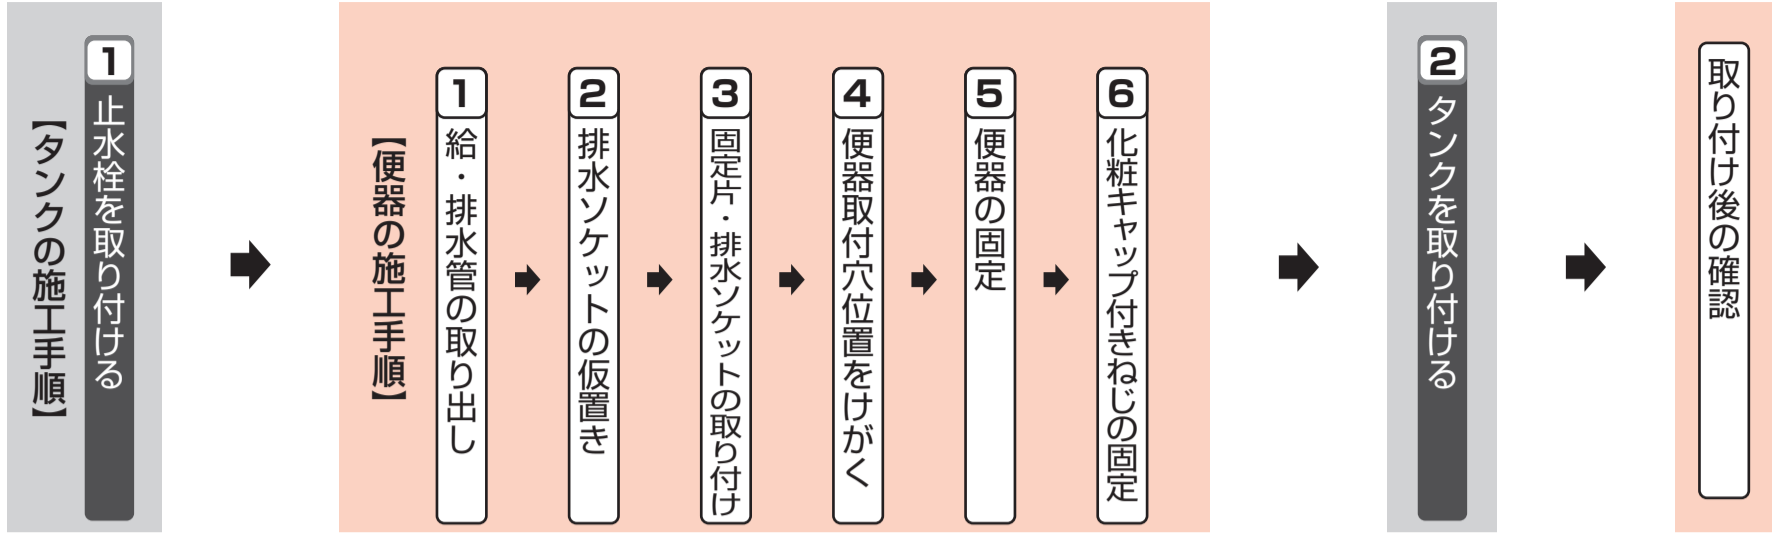 【タンクの施工手順】
1 止水栓を取り付ける
【便器の施工手順】
1 給・排水管の取り出し
2 排水ソケットの仮置き
3 固定片・排水ソケットの取り付け
4 便器取付穴位置をけがく
5 便器の固定
6 化粧キャップ付きねじの固定
2 タンクを取り付ける
取り付け後の確認